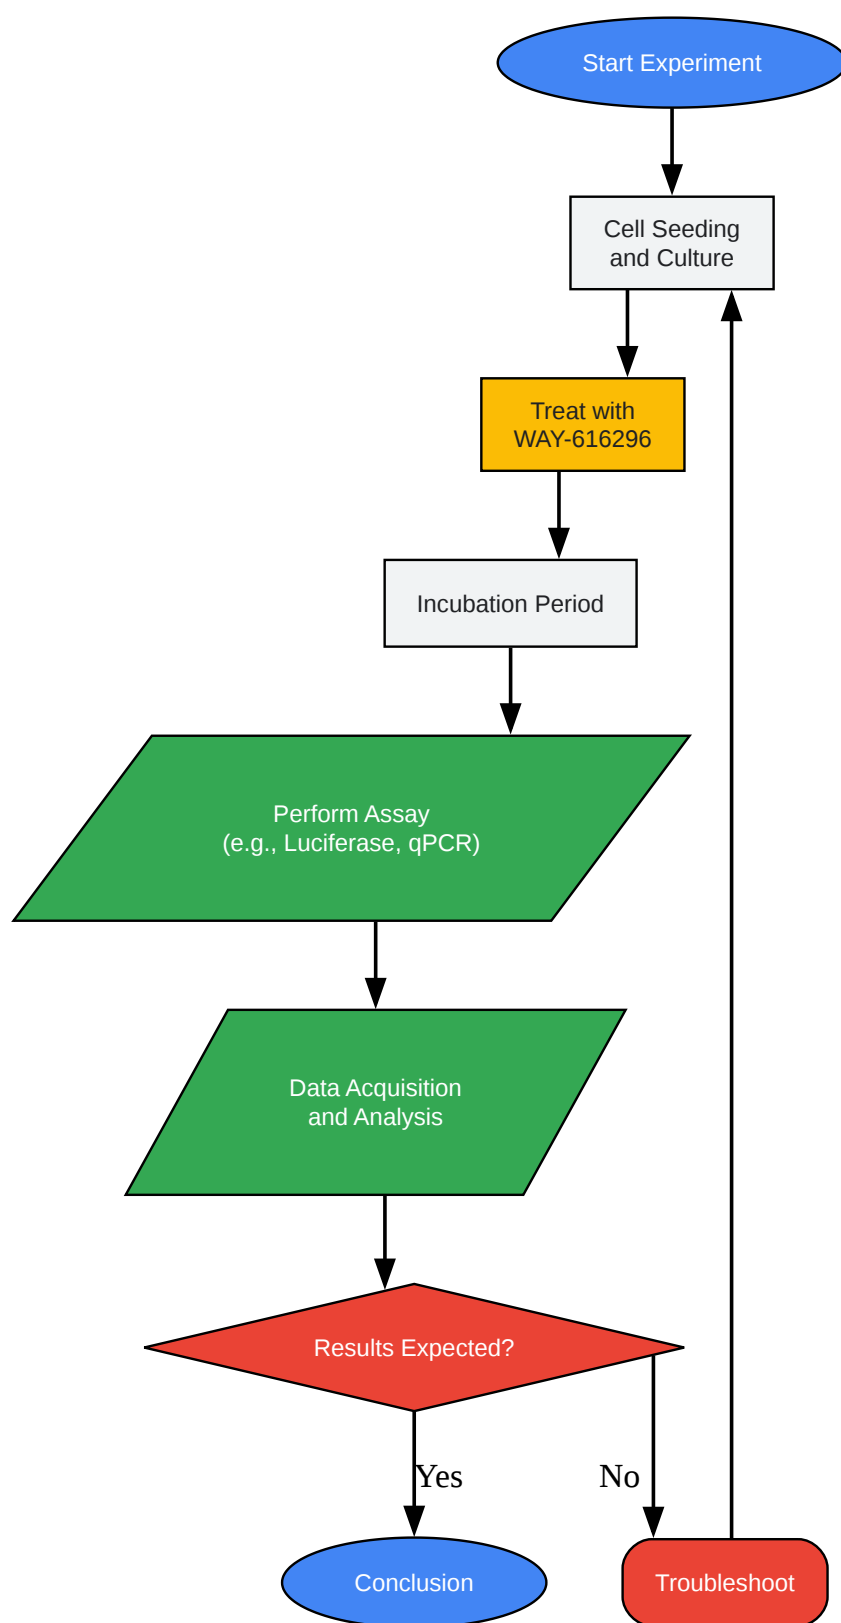 Start Experiment
Cell Seeding
and Culture
Treat with
WAY-616296
Incubation Period
Perform Assay
(e.g., Luciferase, qPCR)
Data Acquisition
and Analysis
Results Expected?
Yes
No
Conclusion
Troubleshoot